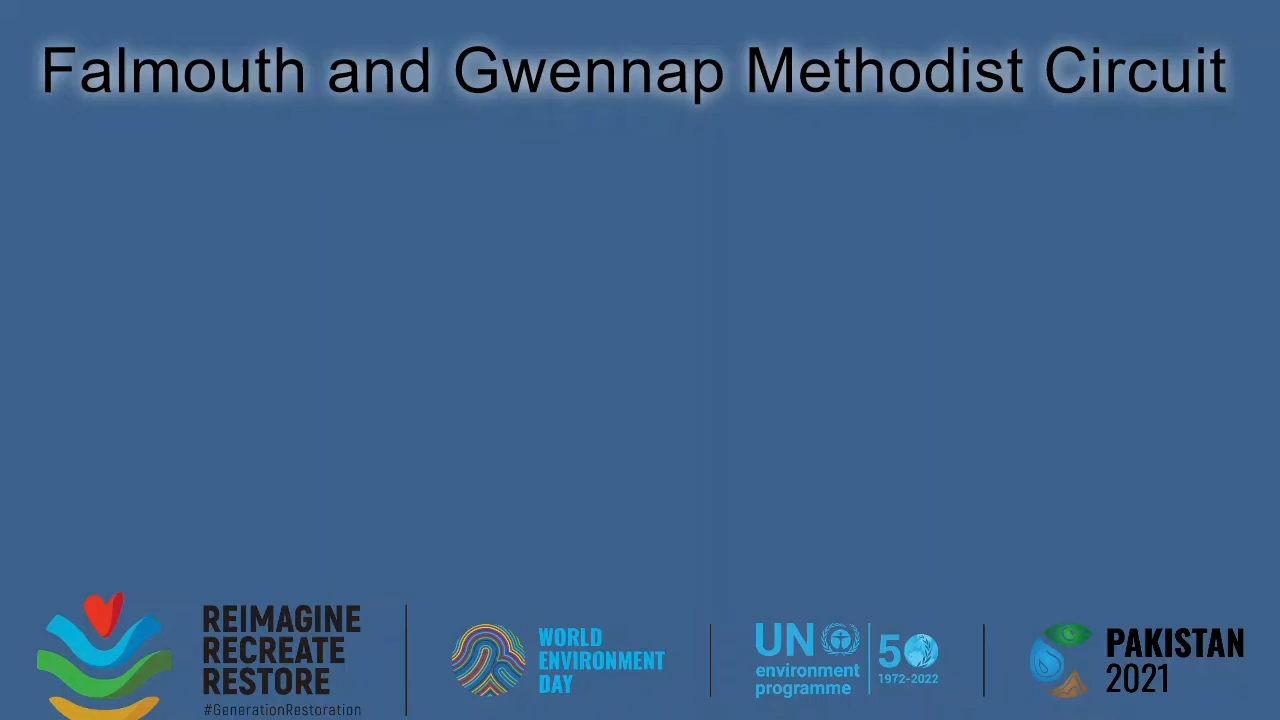 Falmouth and Gwennap Methodist Circuit
REIMAGINE
RECREATE
RESTORE
#GenerationRestoration
WORLD
ENVIRONMENT
DAY
UN
environment
programme
50
1972-2022
PAKISTAN
2021